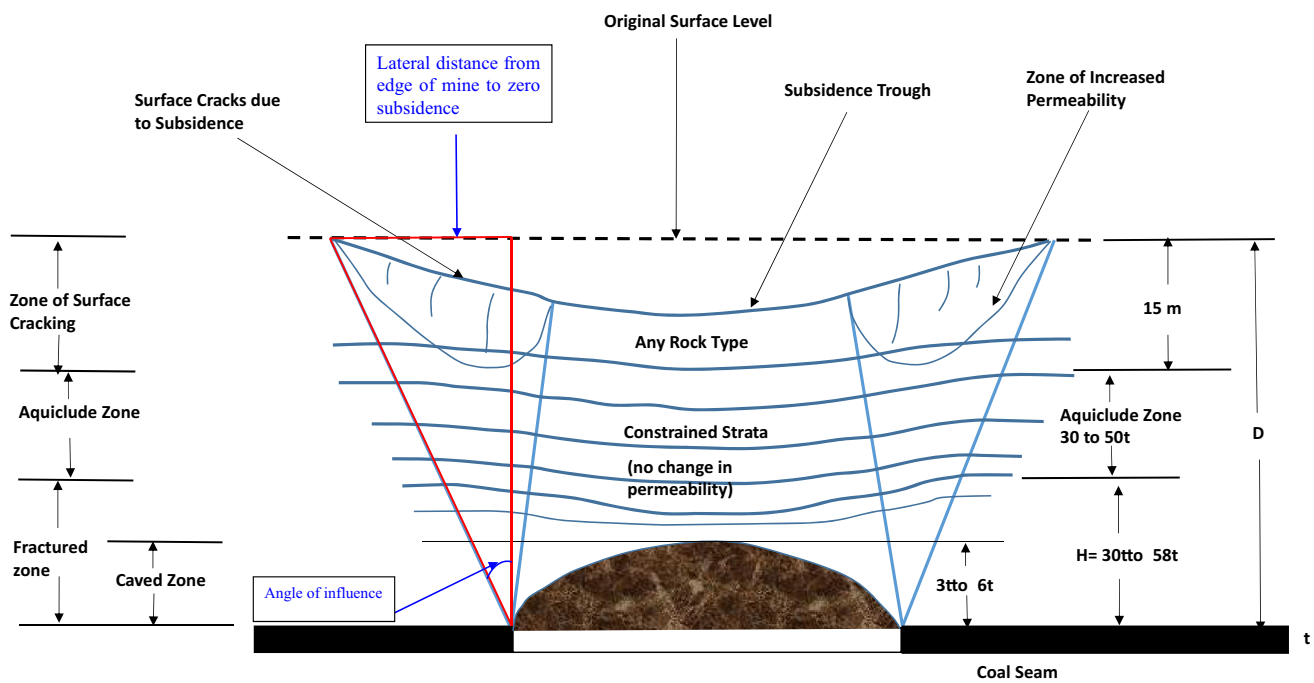 Original Surface Level
Lateral distance from
edge of mine to zero
subsidence
Surface Cracks due
to Subsidence
Subsidence Trough
Zone of Increased
Permeability
Zone of Surface
Cracking
15 m
Any Rock Type
Aquiclude Zone
Aquiclude Zone
30 to 50t
D
Constrained Strata
(no change in
permeability)
Fractured
zone
Caved Zone
Angle of influence
3tto 6t
H= 30tto 58t
t
Coal Seam